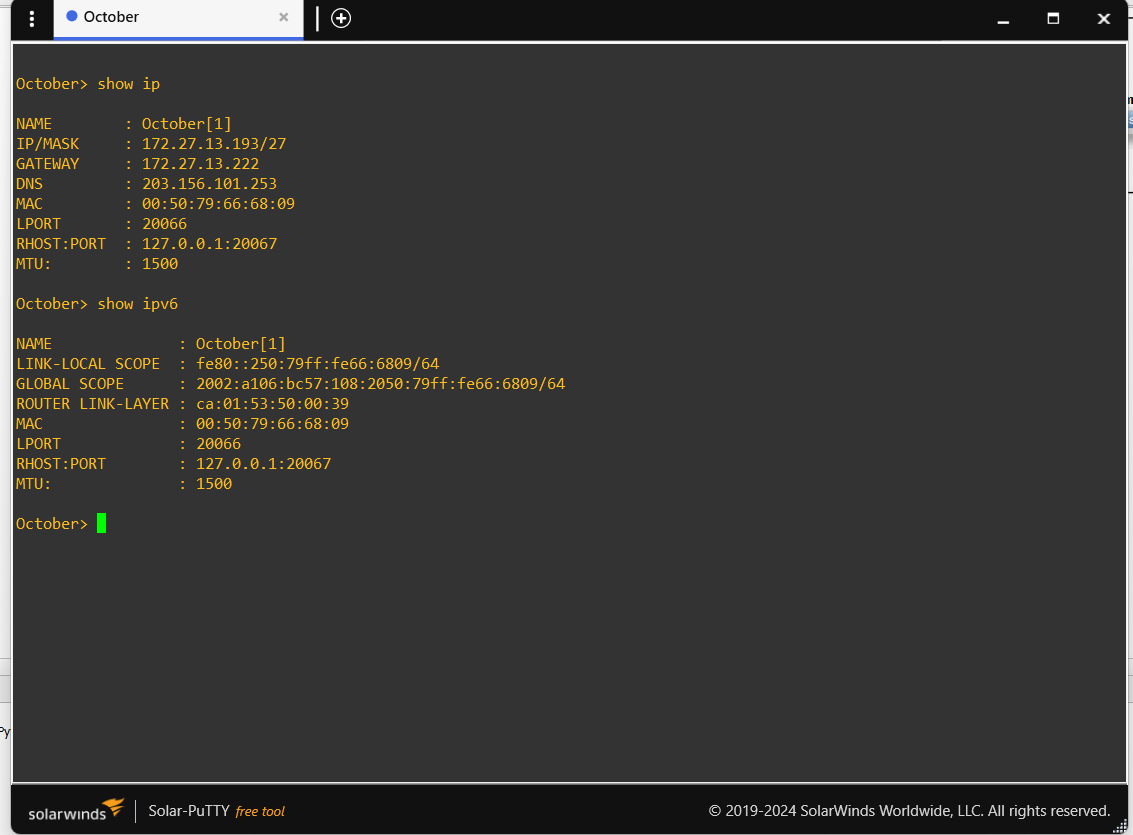 October
October> show ip
NAME : October[1]
IP/MASK : 172.27.13.193/27
GATEWAY : 172.27.13.222
DNS : 203.156.101.253
MAC : 00:50:79:66:68:09
LPORT : 20066
RHOST:PORT : 127.0.0.1:20067
MTU: : 1500
October> show ipv6
NAME : October[1]
LINK-LOCAL SCOPE : fe80::250:79ff:fe66:6809/64
GLOBAL SCOPE : 2002:a106:bc57:108:2050:79ff:fe66:6809/64
ROUTER LINK-LAYER : ca:01:53:50:00:39
MAC : 00:50:79:66:68:09
LPORT : 20066
RHOST:PORT : 127.0.0.1:20067
MTU: : 1500
October>
Py
solarwinds Solar-PuTTY free tool © 2019-2024 SolarWinds Worldwide, LLC. All rights reserved.